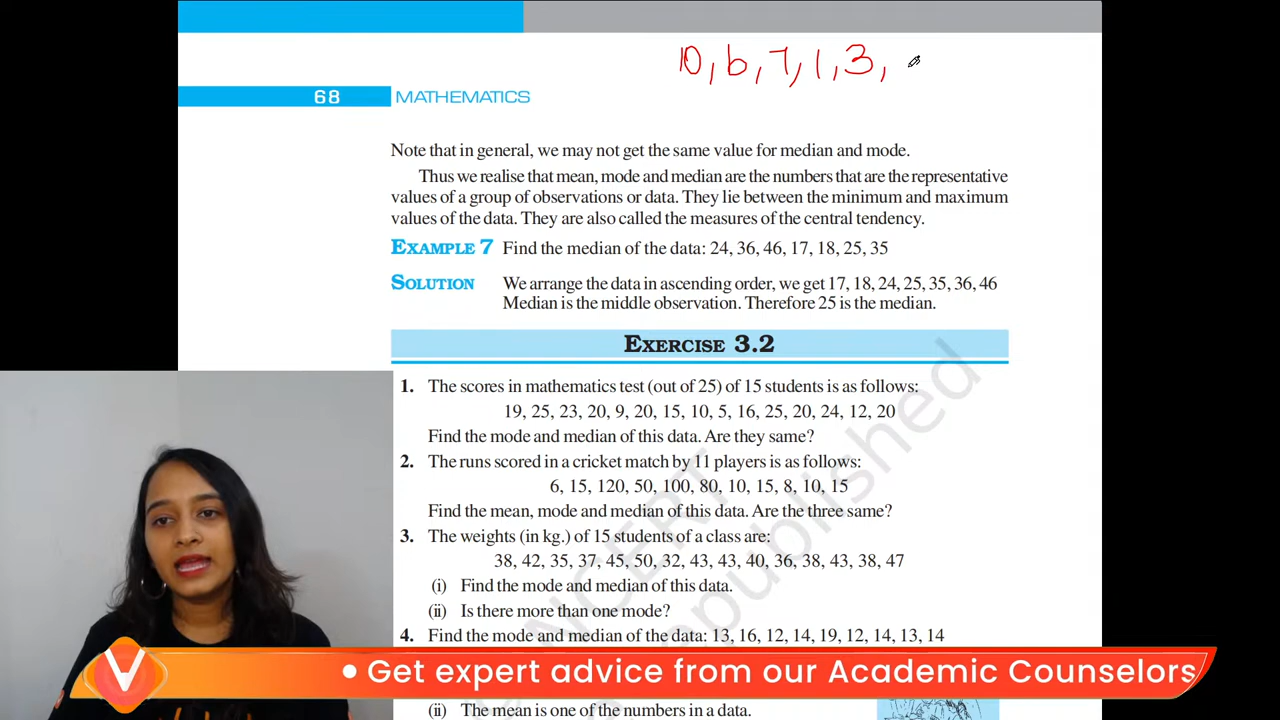 10, 6, 7, 1, 3,
68 MATHEMATICS
Note that in general, we may not get the same value for median and mode.
Thus we realise that mean, mode and median are the numbers that are the representative
values of a group of observations or data. They lie between the minimum and maximum
values of the data. They are also called the measures of the central tendency.
EXAMPLE 7 Find the median of the data: 24, 36, 46, 17, 18, 25, 35
SOLUTION We arrange the data in ascending order, we get 17, 18, 24, 25, 35, 36, 46
Median is the middle observation. Therefore 25 is the median.
EXERCISE 3.2
1. The scores in mathematics test (out of 25) of 15 students is as follows:
19, 25, 23, 20, 9, 20, 15, 10, 5, 16, 25, 20, 24, 12, 20
Find the mode and median of this data. Are they same?
2. The runs scored in a cricket match by 11 players is as follows:
6, 15, 120, 50, 100, 80, 10, 15, 8, 10, 15
Find the mean, mode and median of this data. Are the three same?
3. The weights (in kg.) of 15 students of a class are:
38, 42, 35, 37, 45, 50, 32, 43, 43, 40, 36, 38, 43, 38, 47
(i) Find the mode and median of this data.
(ii) Is there more than one mode?
4. Find the mode and median of the data: 13, 16, 12, 14, 19, 12, 14, 13, 14
V
• Get expert advice from our Academic Counselors
(ii) The mean is one of the numbers in a data.